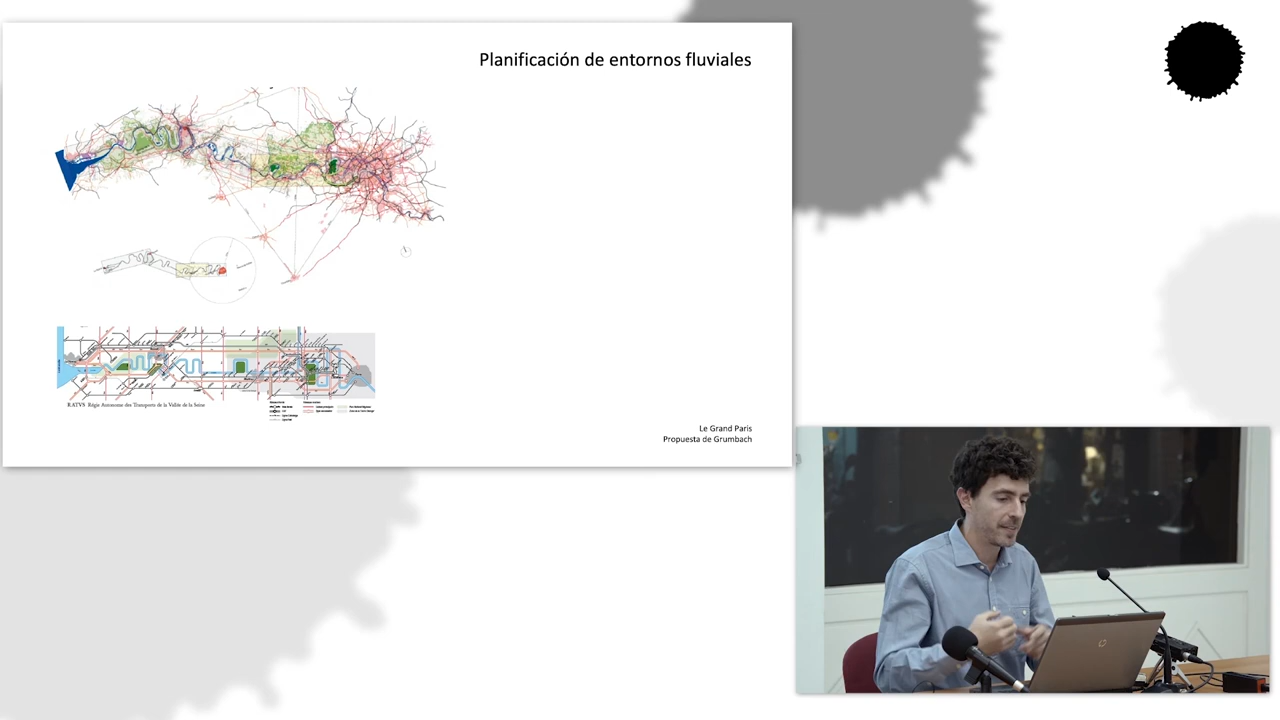 Planificación de entornos fluviales
RATVS Régie Autonome des Transports de la Vallée de la Seine
Le Grand Paris
Propuesta de Grumbach